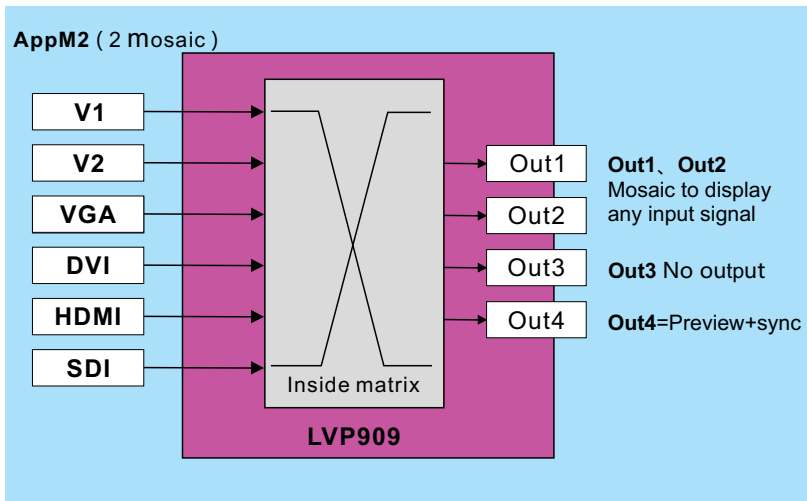 AppM2 ( 2 mosaic )
V1
V2
VGA
DVI
HDMI
SDI
Inside matrix
LVP909
Out1
Out2
Out3
Out4
Out1、Out2
Mosaic to display
any input signal
Out3 No output
Out4=Preview+sync